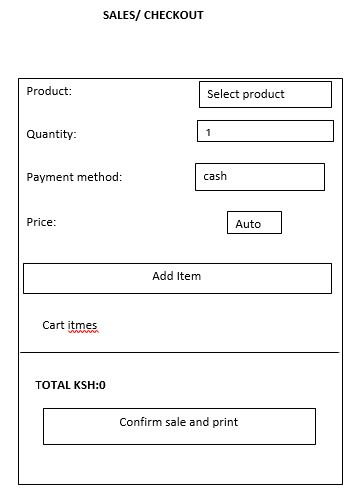 SALES/ CHECKOUT
Product: Select product
Quantity: 1
Payment method: cash
Price: Auto
Add Item
Cart itmes
TOTAL KSH:0
Confirm sale and print